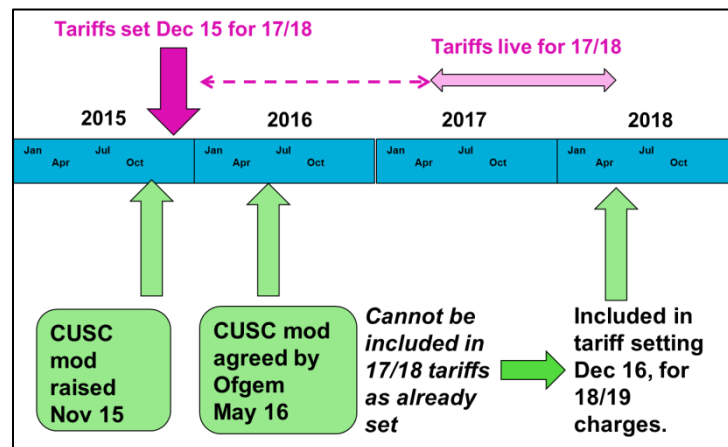 Tariffs set Dec 15 for 17/18
Tariffs live for 17/18
2015
2016
2017
2018
Jan
Apr
Jul
Oct
Jan
Apr
Jul
Oct
Jan
Apr
Jul
Oct
Jan
Apr
Jul
Oct
CUSC
mod
raised
Nov 15
CUSC mod
agreed by
Ofgem
May 16
Cannot be
included in
17/18 tariffs
as already
set
Included in
tariff setting
Dec 16, for
18/19
charges.